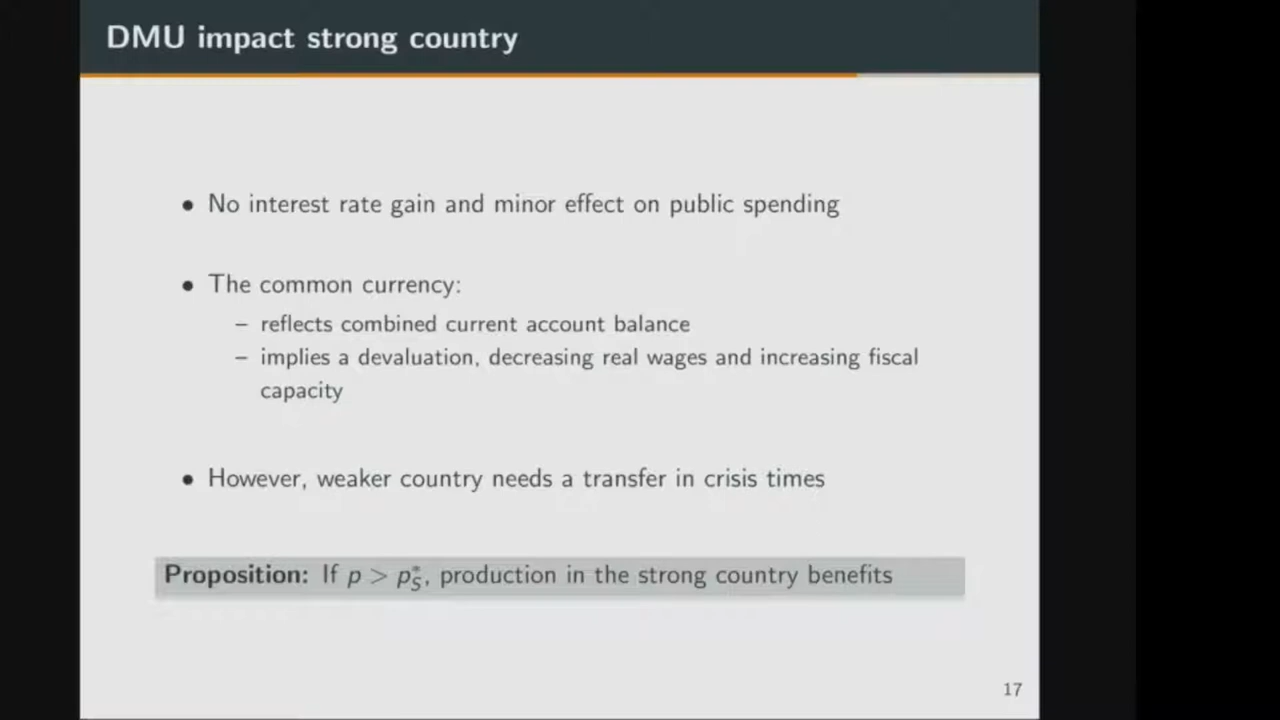 DMU impact strong country
• No interest rate gain and minor effect on public spending
• The common currency:
– reflects combined current account balance
– implies a devaluation, decreasing real wages and increasing fiscal
capacity
• However, weaker country needs a transfer in crisis times
Proposition: If p > p*S, production in the strong country benefits
17